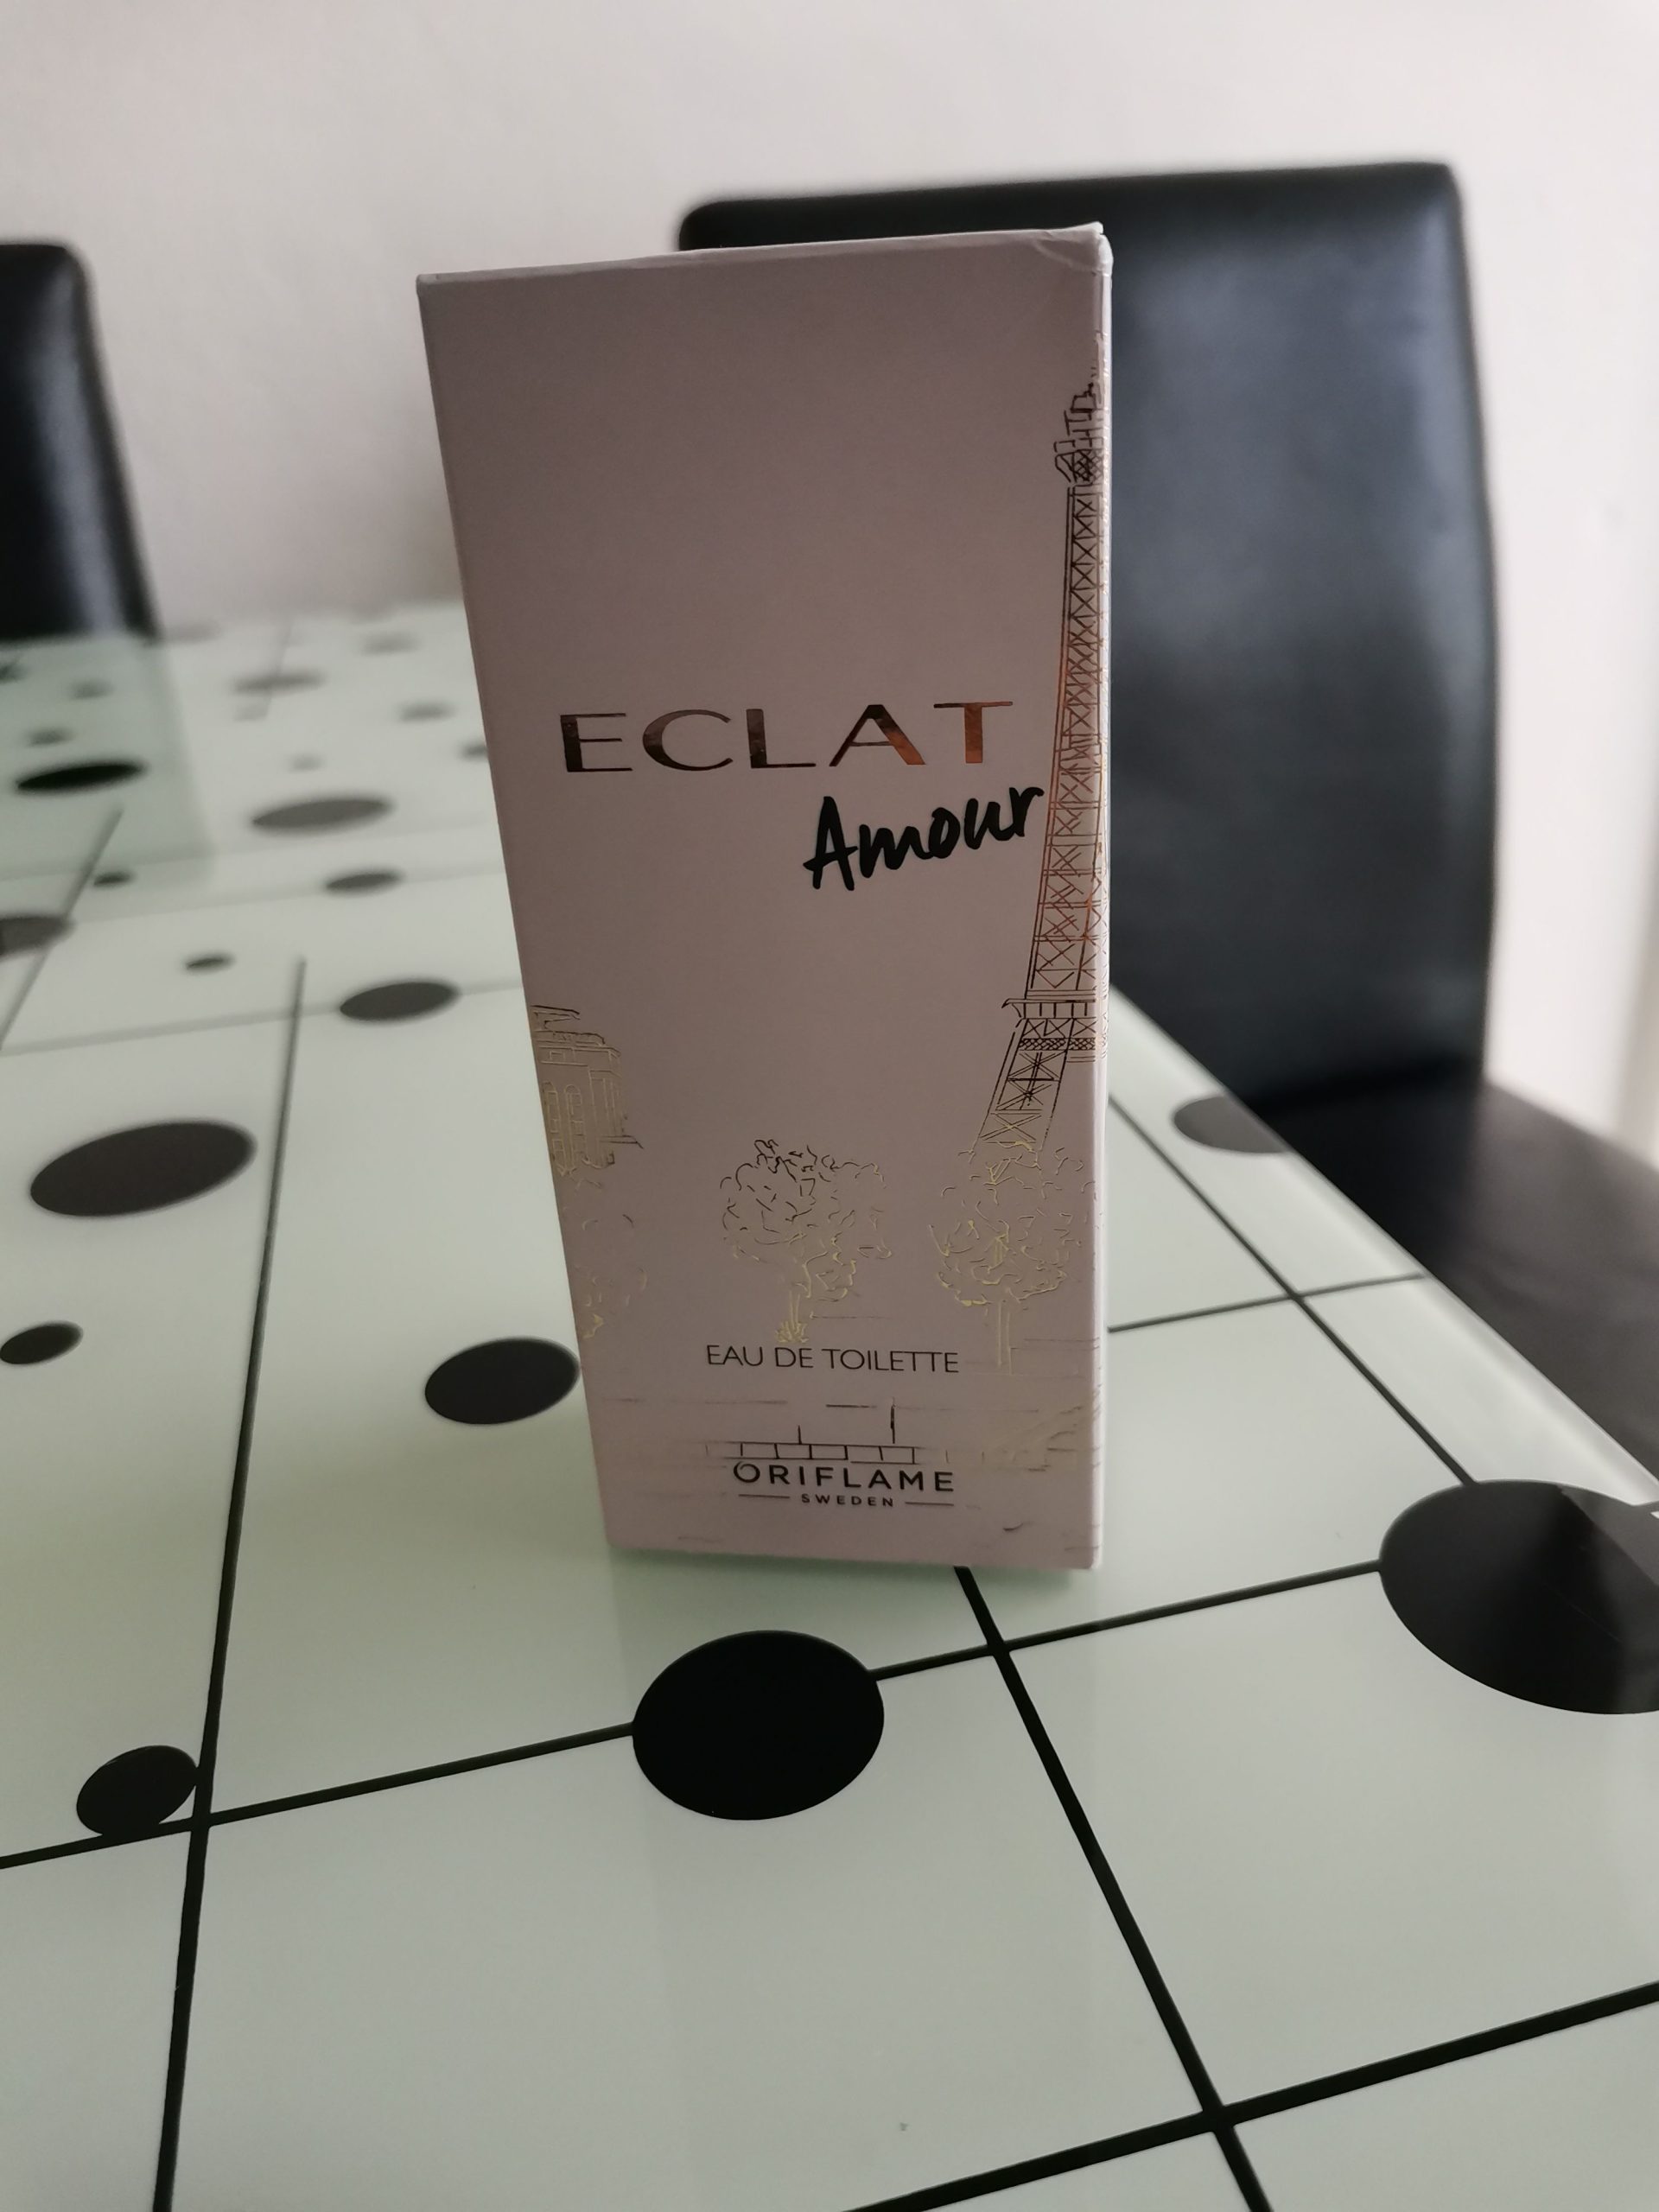 ECLAT
Amour
EAU DE TOILETTE
ORIFLAME
SWEDEN